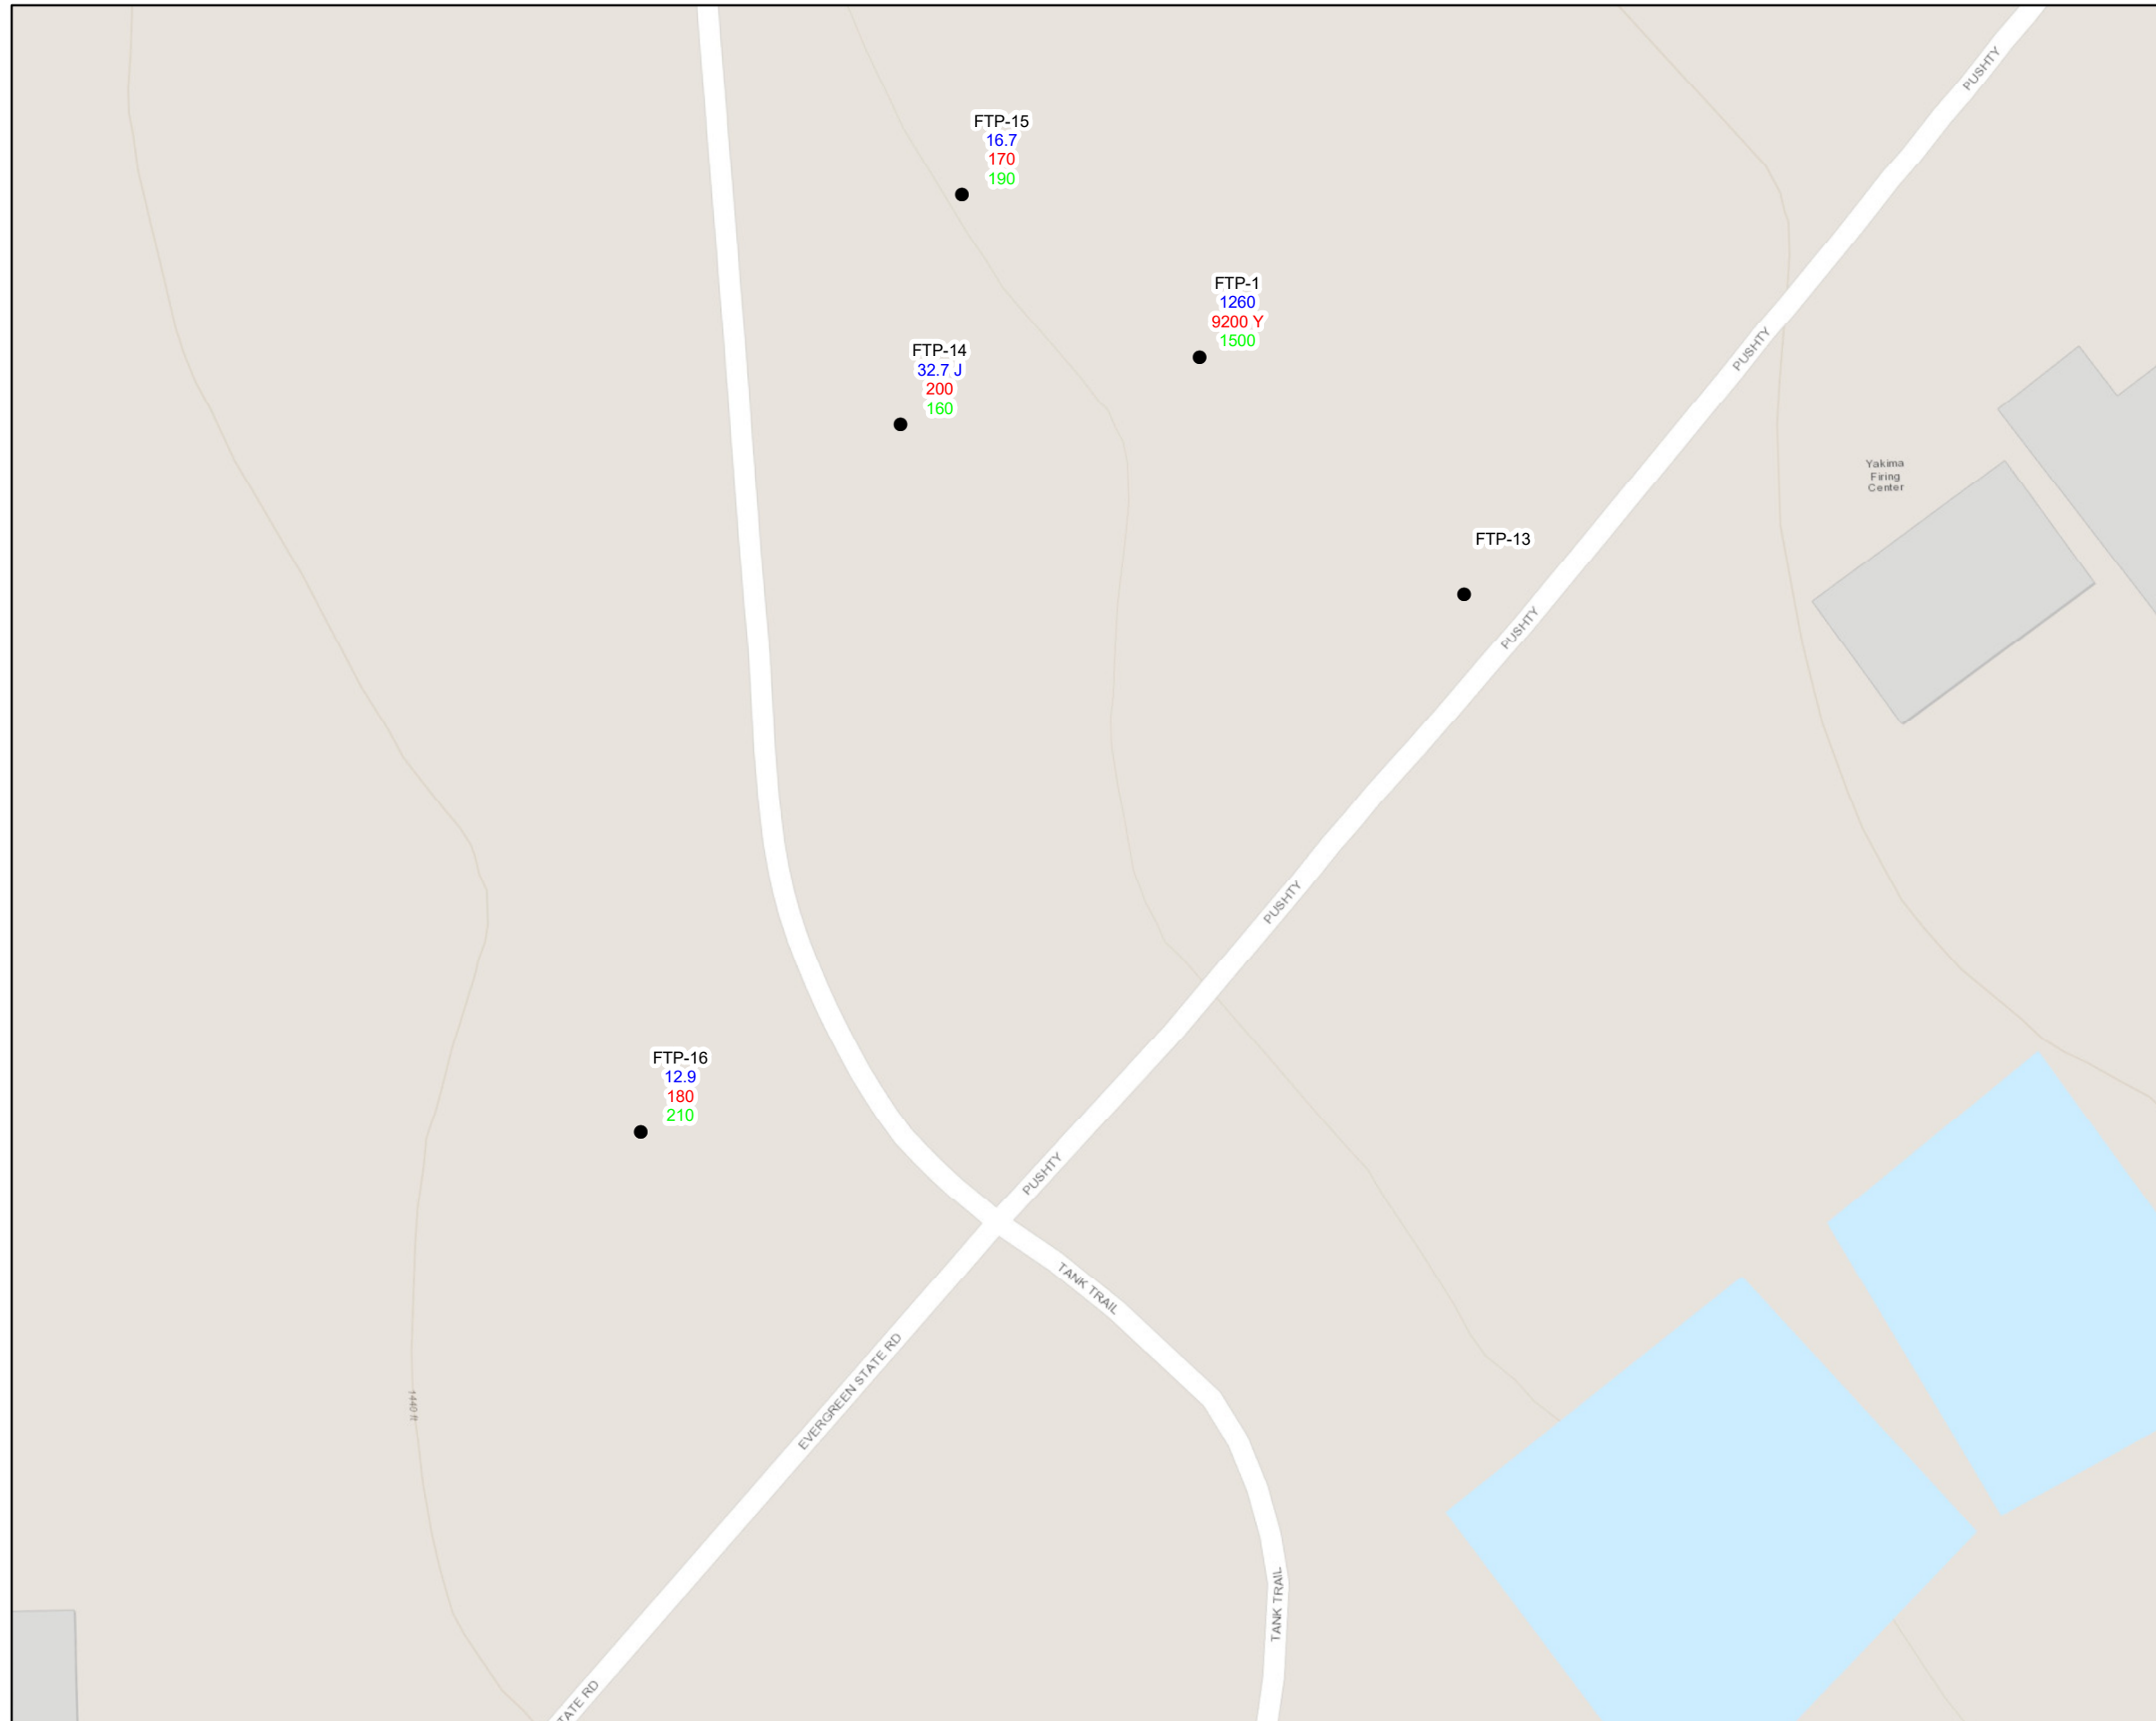 PUSHTY
FTP-15
16.7
170
190
FTP-1
1260
9200 Y
1500
PUSHTY
FTP-14
32.7 J
200
160
Yakima
Firing
Center
FTP-13
PUSHTY
PUSHTY
FTP-16
12.9
180
210
PUSHTY
TANK TRAIL
EVERGREEN STATE RD
1440 ft
TANK TRAIL
TATE RD